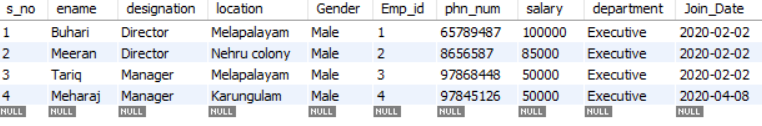 s_no ename designation location Gender Emp_id phn_num salary department Join_Date
1 Buhari Director Melapalayam Male 1 65789487 100000 Executive 2020-02-02
2 Meeran Director Nehru colony Male 2 8656587 85000 Executive 2020-02-02
3 Tariq Manager Melapalayam Male 3 97868448 50000 Executive 2020-02-02
4 Meharaj Manager Karungulam Male 4 97845126 50000 Executive 2020-04-08
NULL NULL NULL NULL NULL NULL NULL NULL NULL NULL